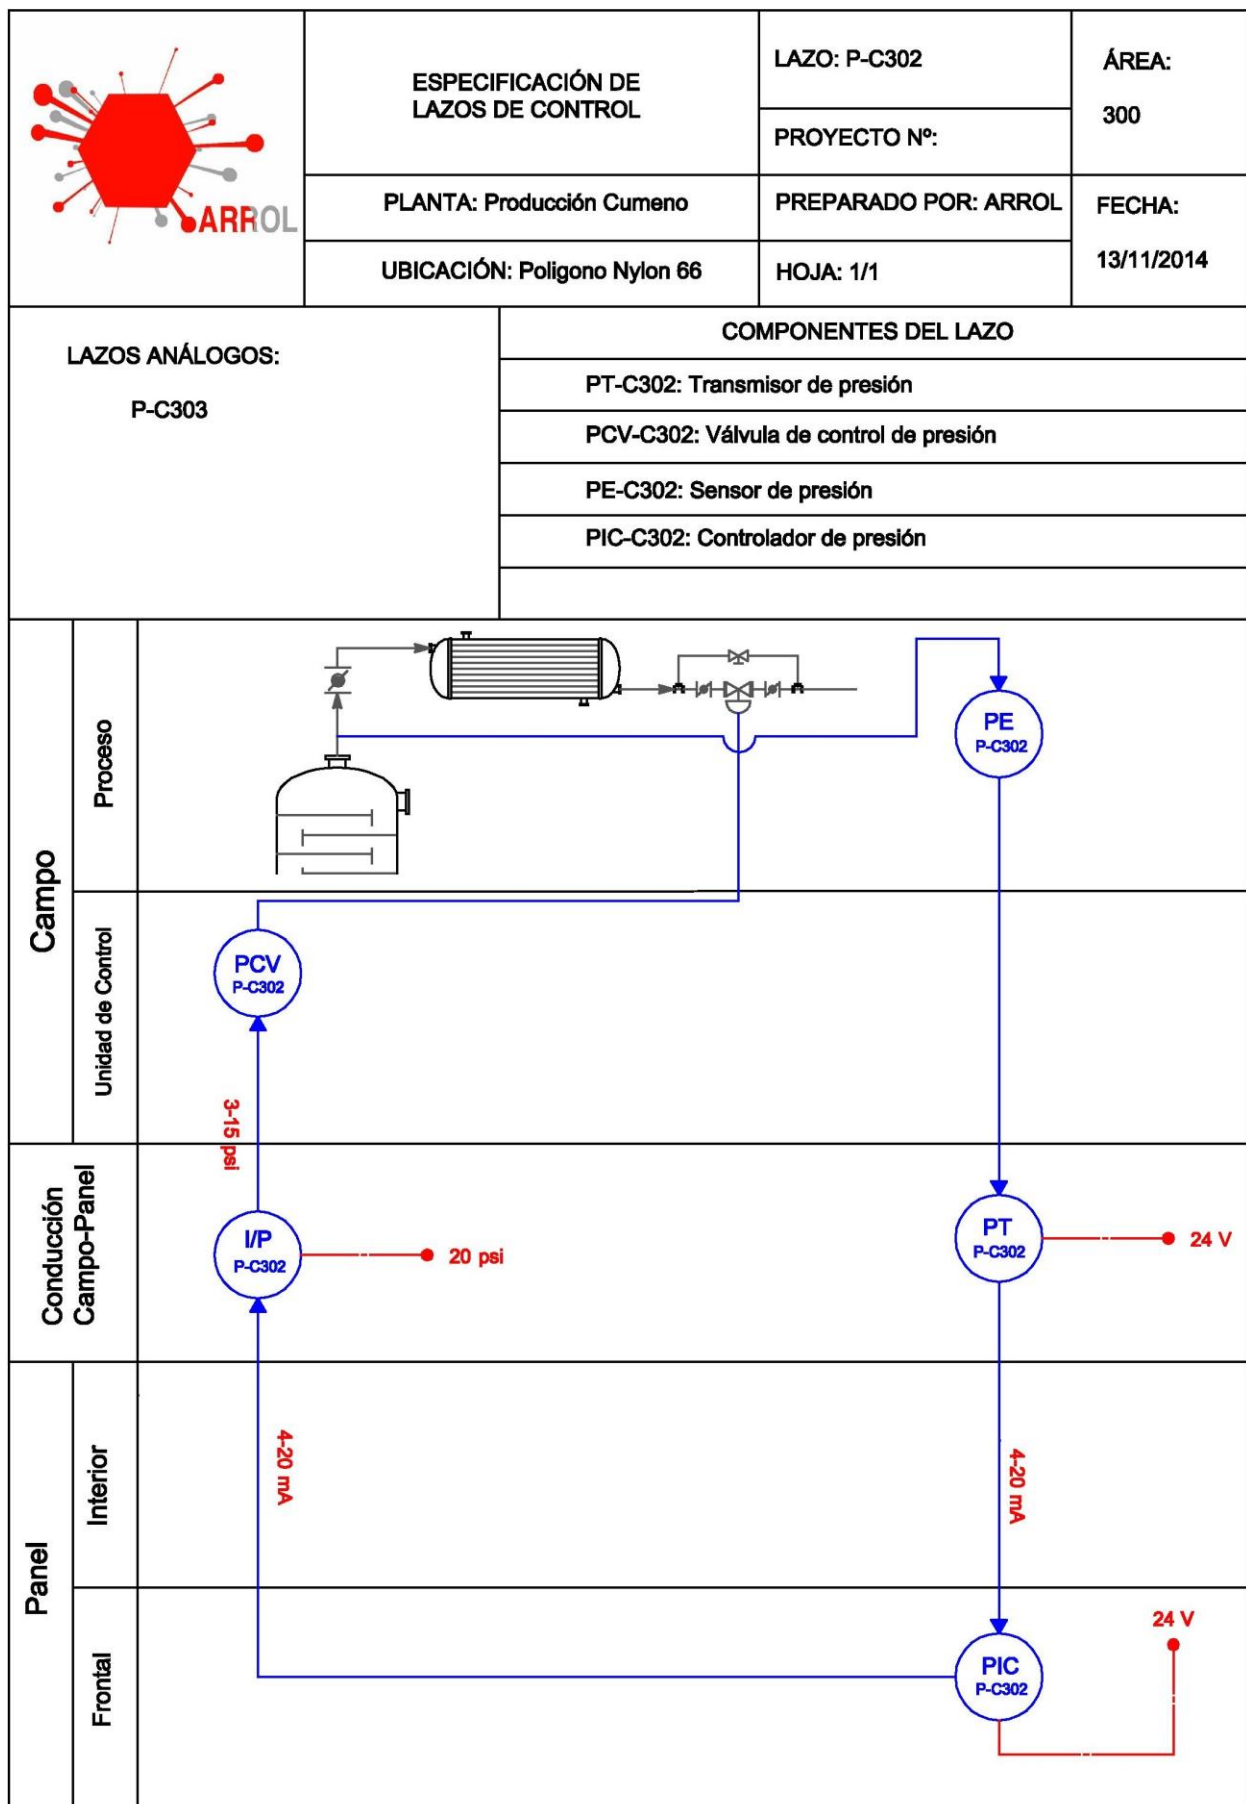 ARROL
ESPECIFICACIÓN DE
LAZOS DE CONTROL
LAZO: P-C302
PROYECTO Nº:
ÁREA:
300
PLANTA: Producción Cumeno
PREPARADO POR: ARROL
FECHA:
13/11/2014
UBICACIÓN: Poligono Nylon 66
HOJA: 1/1
LAZOS ANÁLOGOS:
P-C303
COMPONENTES DEL LAZO
PT-C302: Transmisor de presión
PCV-C302: Válvula de control de presión
PE-C302: Sensor de presión
PIC-C302: Controlador de presión
Campo
Proceso
PE
P-C302
Unidad de Control
PCV
P-C302
3-15 psi
Conducción
Campo-Panel
I/P
P-C302
20 psi
PT
P-C302
24 V
Panel
Interior
4-20 mA
4-20 mA
Frontal
PIC
P-C302
24 V